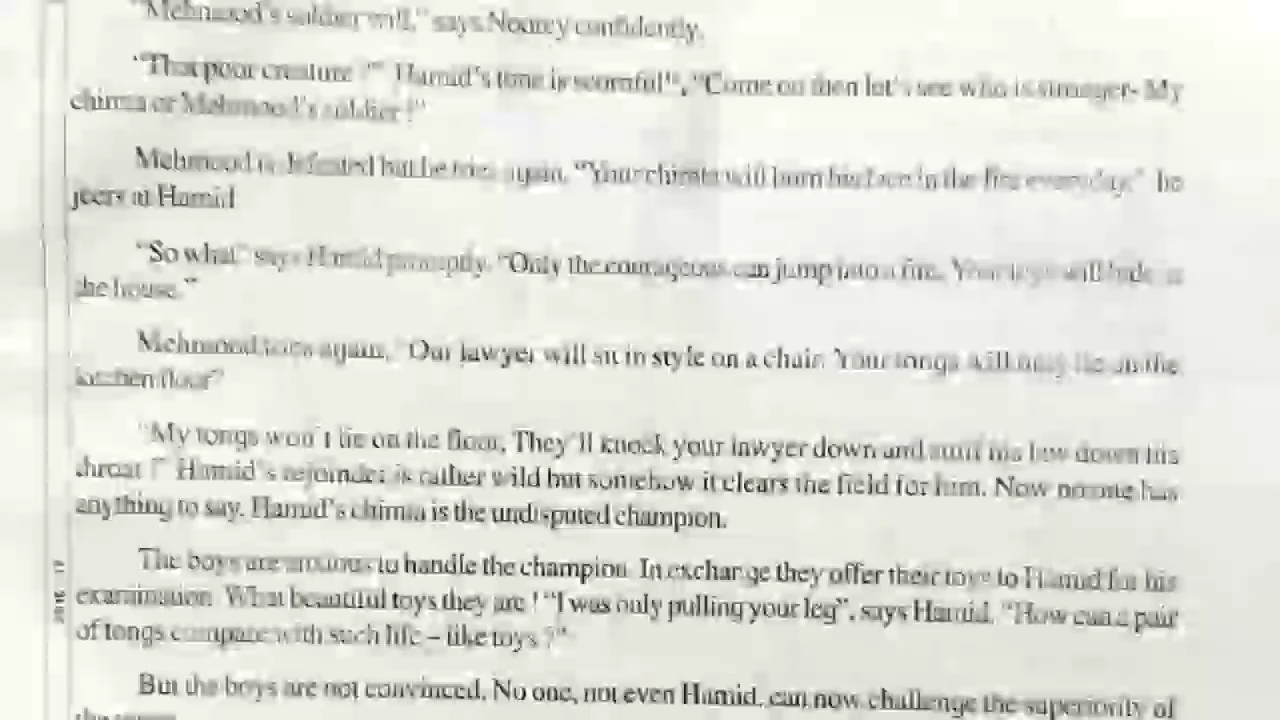 "Mehmood's soldier will," says Noorey confidently.
"That poor creature !" Hamid's tone is scornful", "Come on then let's see who is stronger- My
chimta or Mehmood's soldier !"
Mehmood is defeated but he tries again, "Your chimta will burn his face in the fire everyday." he
jeers at Hamid
"So what" says Hamid promptly. "Only the courageous can jump into a fire. Your toys will hide in
the house."
Mehmood tries again, "Our lawyer will sit in style on a chair. Your tongs will only lie on the
kitchen floor"
"My tongs won't lie on the floor, They'll knock your lawyer down and his law down his
throat !" Hamid's rejoinder is rather wild but somehow it clears the field for him. Now no one has
anything to say. Hamid's chimta is the undisputed champion.
The boys are anxious to handle the champion. In exchange they offer their toys to Hamid for his
examination. What beautiful toys they are ! "I was only pulling your leg", says Hamid, "How can a pair
of tongs compare with such life – like toys ?"
But the boys are not convinced. No one, not even Hamid, can now challenge the superiority of